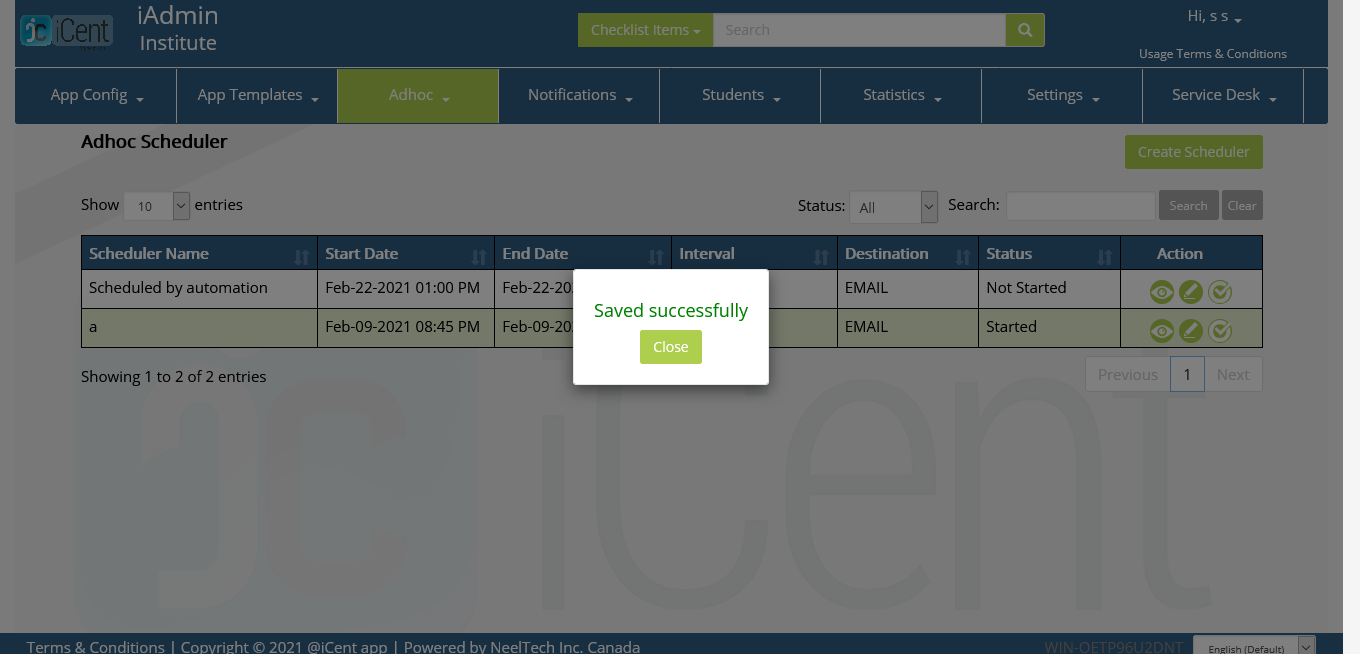 iCent
iAdmin
Institute
Checklist Items
Search
Hi, s s
Usage Terms & Conditions
App Config
App Templates
Adhoc
Notifications
Students
Statistics
Settings
Service Desk
Adhoc Scheduler
Create Scheduler
Show 10 entries
Status: All Search: Search Clear
Scheduler Name Start Date End Date Interval Destination Status Action
Scheduled by automation Feb-22-2021 01:00 PM Feb-22-20 EMAIL Not Started
a Feb-09-2021 08:45 PM Feb-09-20 EMAIL Started
Saved successfully
Close
Showing 1 to 2 of 2 entries
Previous 1 Next
iCent
Terms & Conditions | Copyright © 2021 @iCent app | Powered by NeelTech Inc. Canada
WIN-OETP96U2DNT English (Default)